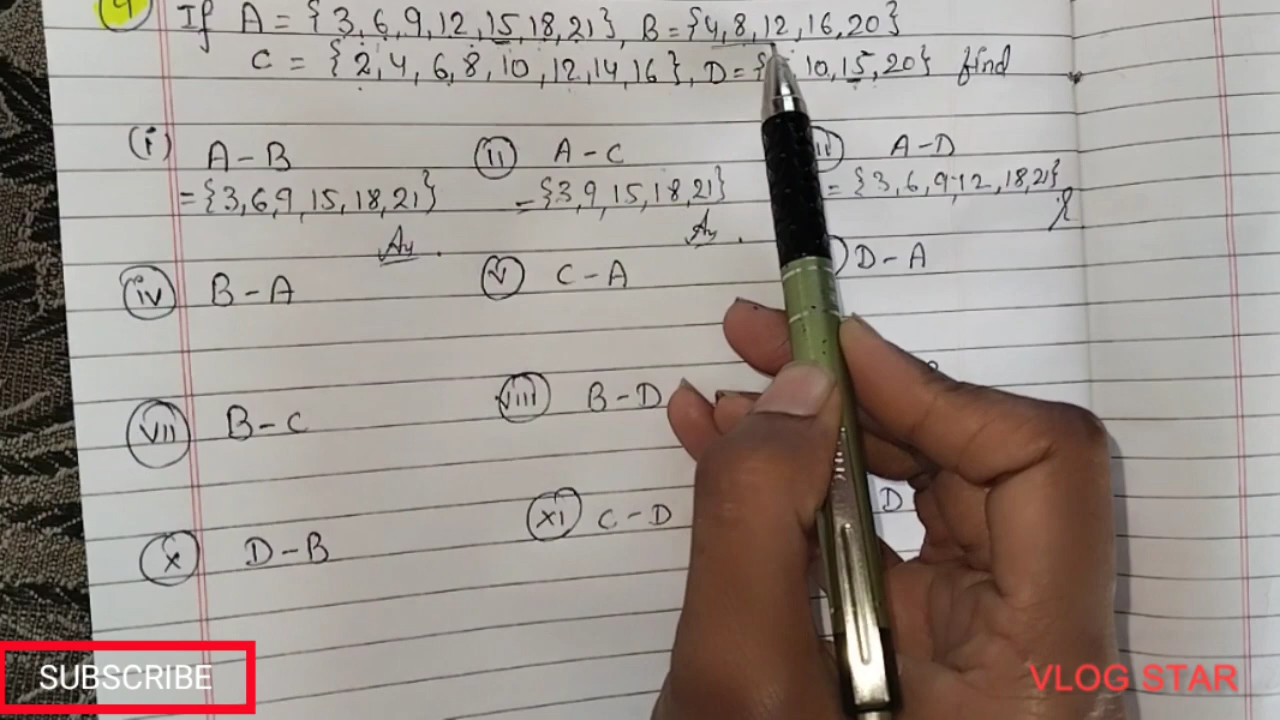 9
If A = {3,6,9,12,15,18,21}, B = {4,8,12,16,20}
C = {2,4,6,8,10,12,14,16}, D = { 10,15,20} find
(i) A-B (ii) A-C A-D
= {3,6,9,15,18,21} = {3,9,15,18,21} = {3,6,9,12,18,21}
(iv) B-A (v) C-A D-A
(vii) B-C (viii) B-D
(x) D-B (xi) C-D D
SUBSCRIBE
VLOG STAR